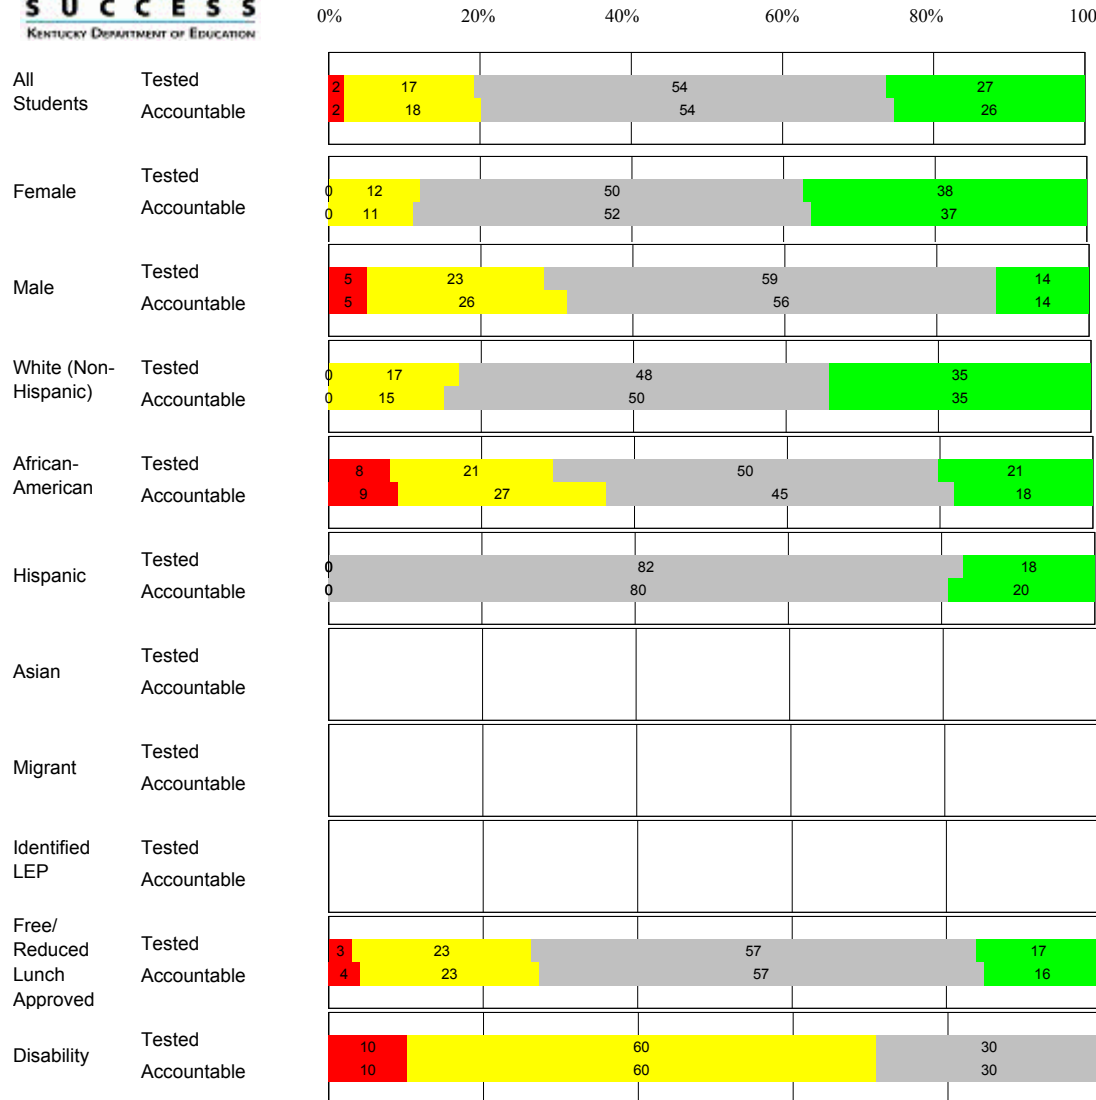 SUCCESS
KENTUCKY DEPARTMENT OF EDUCATION
0% 20% 40% 60% 80% 100
All Students
Tested 2 17 54 27
Accountable 2 18 54 26
Female
Tested 0 12 50 38
Accountable 0 11 52 37
Male
Tested 5 23 59 14
Accountable 5 26 56 14
White (Non-
Hispanic)
Tested 0 17 48 35
Accountable 0 15 50 35
African-
American
Tested 8 21 50 21
Accountable 9 27 45 18
Hispanic
Tested 0 82 18
Accountable 0 80 20
Asian
Tested
Accountable
Migrant
Tested
Accountable
Identified
LEP
Tested
Accountable
Free/
Reduced
Lunch
Approved
Tested 3 23 57 17
Accountable 4 23 57 16
Disability
Tested 10 60 30
Accountable 10 60 30